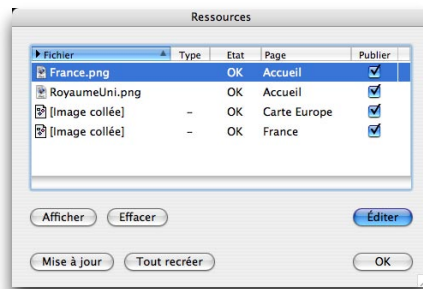 Ressources
Fichier Type Etat Page Publier
France.png OK Accueil
RoyaumeUni.png OK Accueil
[Image collée] – OK Carte Europe
[Image collée] – OK France
Afficher Effacer Éditer
Mise à jour Tout recréer OK